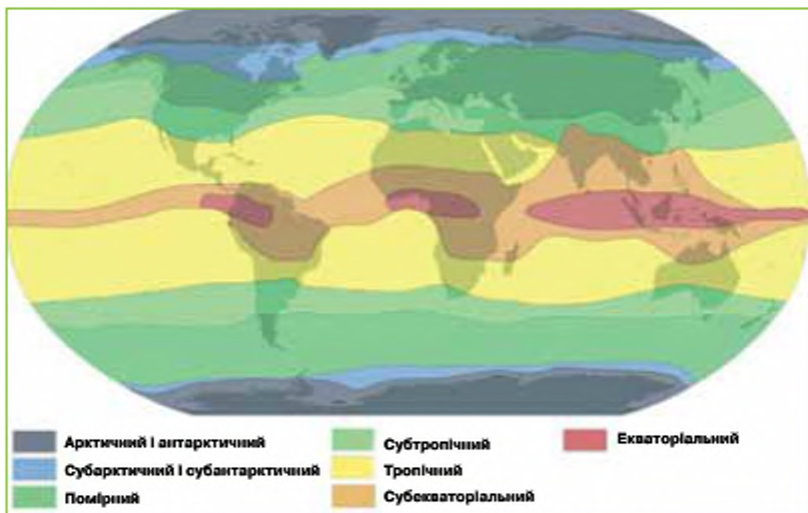 Арктичний і антарктичний
Субарктичний і субантарктичний
Помірний
Субтропічний
Тропічний
Субекваторіальний
Екваторіальний